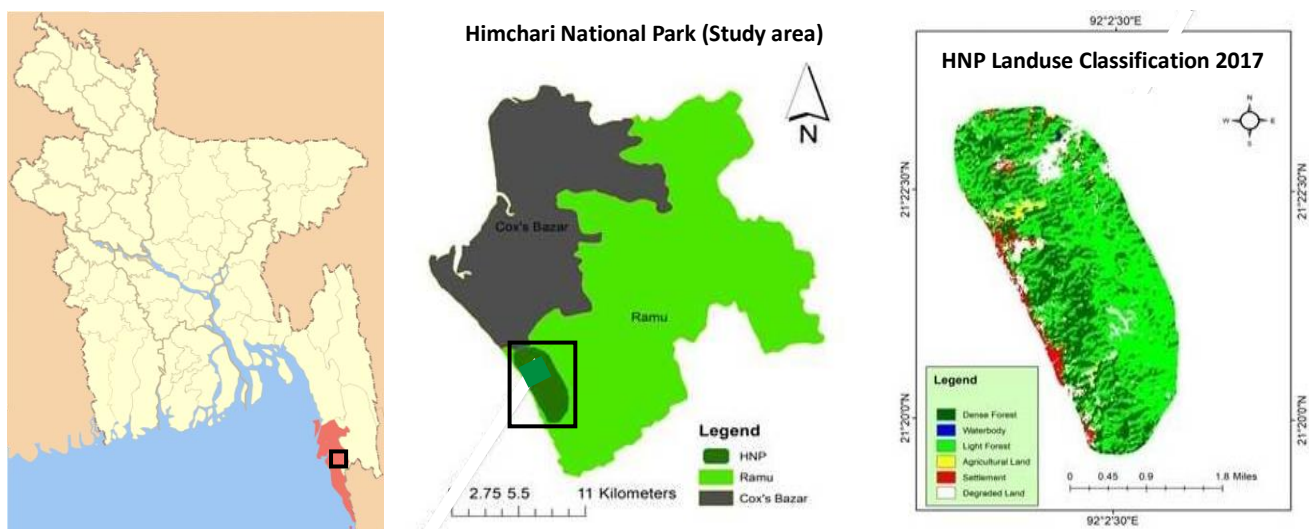 Himchari National Park (Study area)
N
Cox's Bazar
Ramu
Legend
HNP
Ramu
Cox's Bazar
2.75 5.5 11 Kilometers
92°2'30"E
HNP Landuse Classification 2017
N
W E
S
21°22'30"N
21°22'30"N
21°20'0"N
21°20'0"N
Legend
Dense Forest
Waterbody
Light Forest
Agricultural Land
Settlement
Degraded Land
0 0.45 0.9 1.8 Miles
92°2'30"E